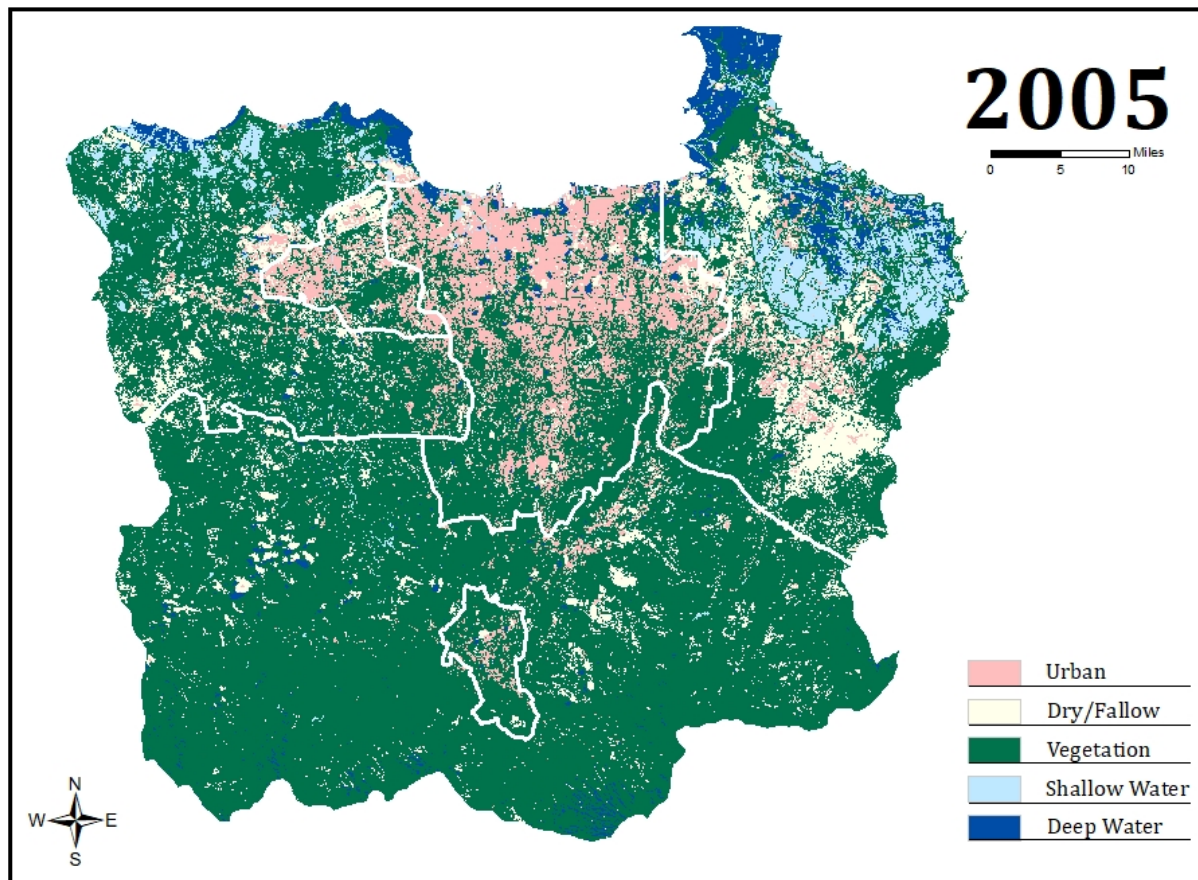 2005
Miles
0 5 10
Urban
Dry/Fallow
Vegetation
Shallow Water
Deep Water
N
W E
S